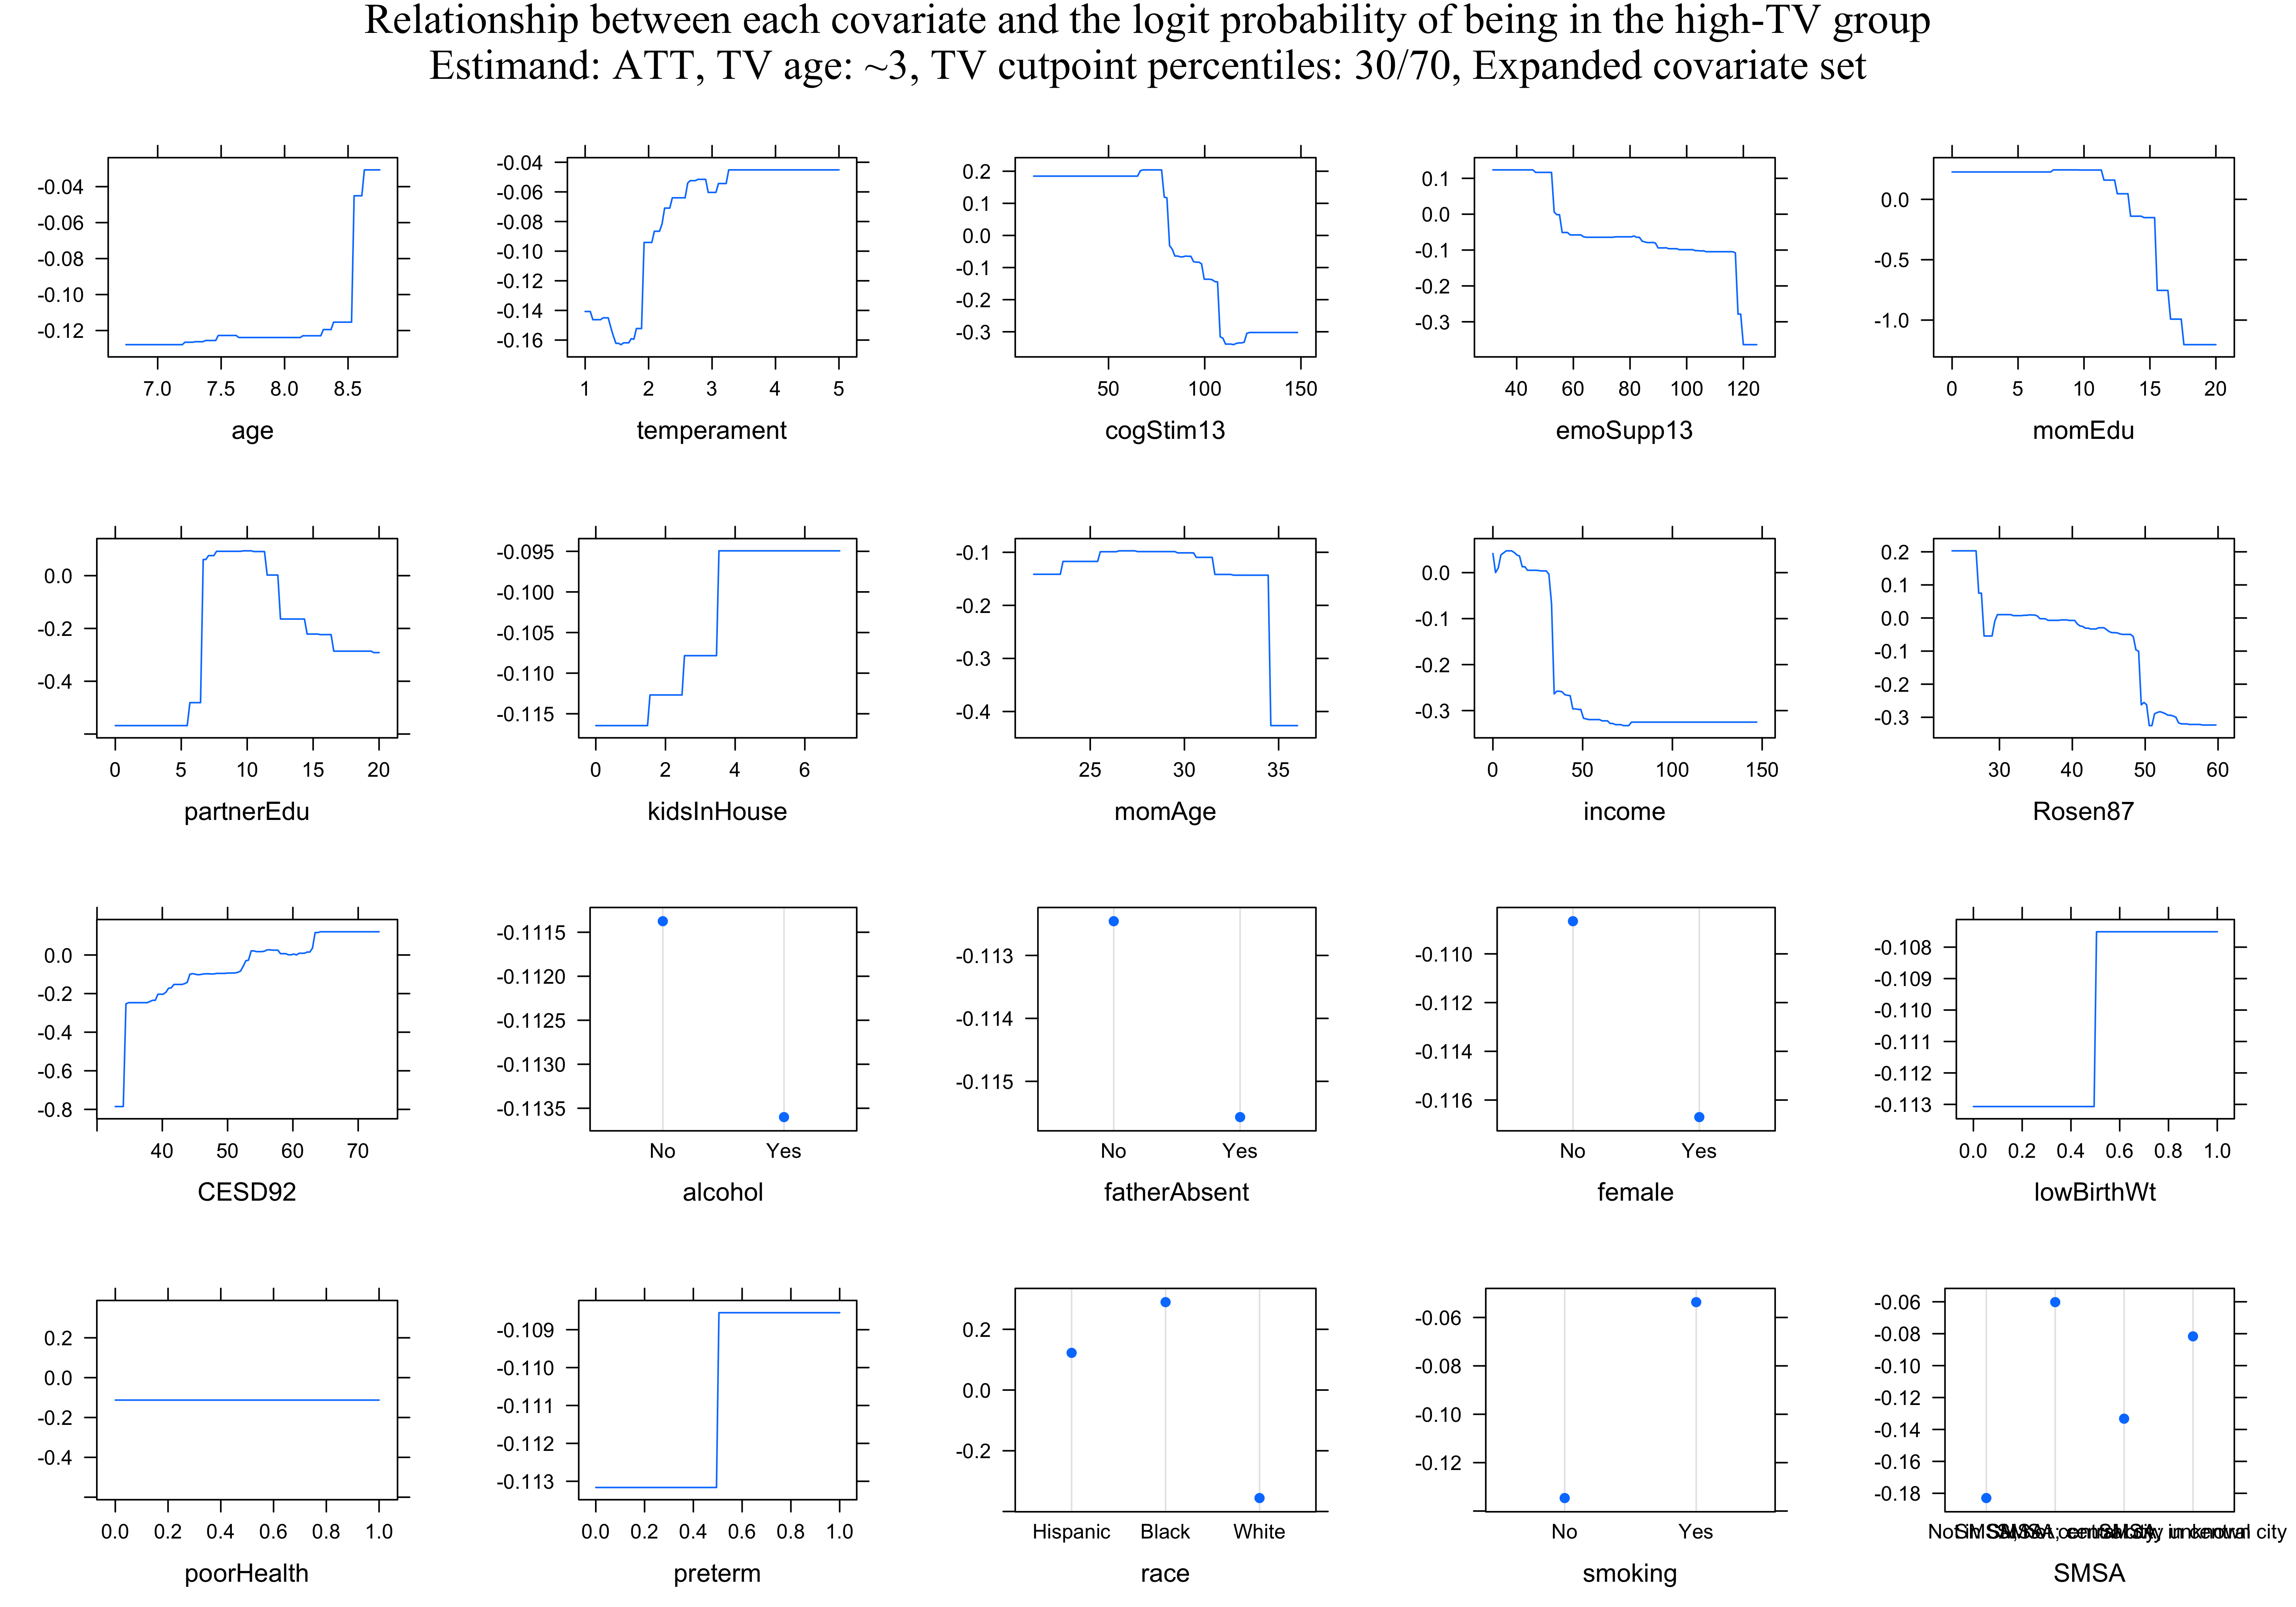 Relationship between each covariate and the logit probability of being in the high-TV group
Estimand: ATT, TV age: ~3, TV cutpoint percentiles: 30/70, Expanded covariate set
-0.04
-0.06
-0.08
-0.10
-0.12
7.0 7.5 8.0 8.5
age
-0.04
-0.06
-0.08
-0.10
-0.12
-0.14
-0.16
1 2 3 4 5
temperament
0.2
0.1
0.0
-0.1
-0.2
-0.3
50 100 150
cogStim13
0.1
0.0
-0.1
-0.2
-0.3
40 60 80 100 120
emoSupp13
0.0
-0.5
-1.0
0 5 10 15 20
momEdu
0.0
-0.2
-0.4
0 5 10 15 20
partnerEdu
-0.095
-0.100
-0.105
-0.110
-0.115
0 2 4 6
kidsInHouse
-0.1
-0.2
-0.3
-0.4
25 30 35
momAge
0.0
-0.1
-0.2
-0.3
0 50 100 150
income
0.2
0.1
0.0
-0.1
-0.2
-0.3
30 40 50 60
Rosen87
0.0
-0.2
-0.4
-0.6
-0.8
40 50 60 70
CESD92
-0.1115
-0.1120
-0.1125
-0.1130
-0.1135
No Yes
alcohol
-0.113
-0.114
-0.115
No Yes
fatherAbsent
-0.110
-0.112
-0.114
-0.116
No Yes
female
-0.108
-0.109
-0.110
-0.111
-0.112
-0.113
0.0 0.2 0.4 0.6 0.8 1.0
lowBirthWt
0.2
0.0
-0.2
-0.4
0.0 0.2 0.4 0.6 0.8 1.0
poorHealth
-0.109
-0.110
-0.111
-0.112
-0.113
0.0 0.2 0.4 0.6 0.8 1.0
preterm
0.2
0.0
-0.2
Hispanic Black White
race
-0.06
-0.08
-0.10
-0.12
No Yes
smoking
-0.06
-0.08
-0.10
-0.12
-0.14
-0.16
-0.18
city
SMSA